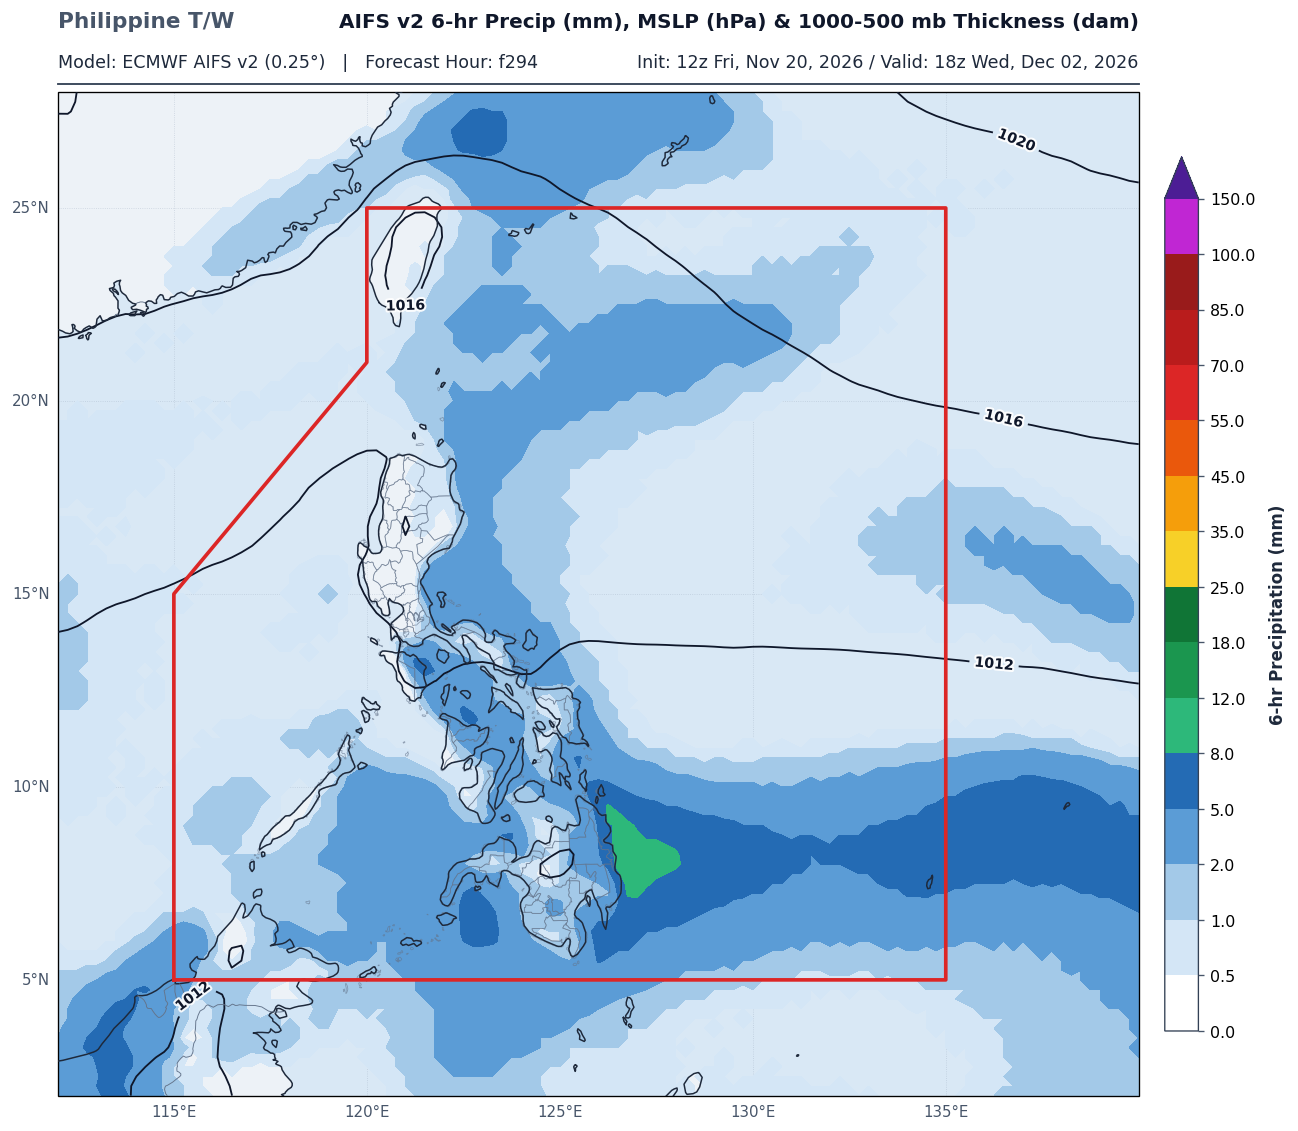 Philippine T/W
AIFS v2 6-hr Precip (mm), MSLP (hPa) & 1000-500 mb Thickness (dam)
Model: ECMWF AIFS v2 (0.25°) | Forecast Hour: f294
Init: 12z Fri, Nov 20, 2026 / Valid: 18z Wed, Dec 02, 2026
1020
1016
1016
1012
1012
25°N
20°N
15°N
10°N
5°N
115°E
120°E
125°E
130°E
135°E
150.0
100.0
85.0
70.0
55.0
45.0
35.0
25.0
18.0
12.0
8.0
5.0
2.0
1.0
0.5
0.0
6-hr Precipitation (mm)